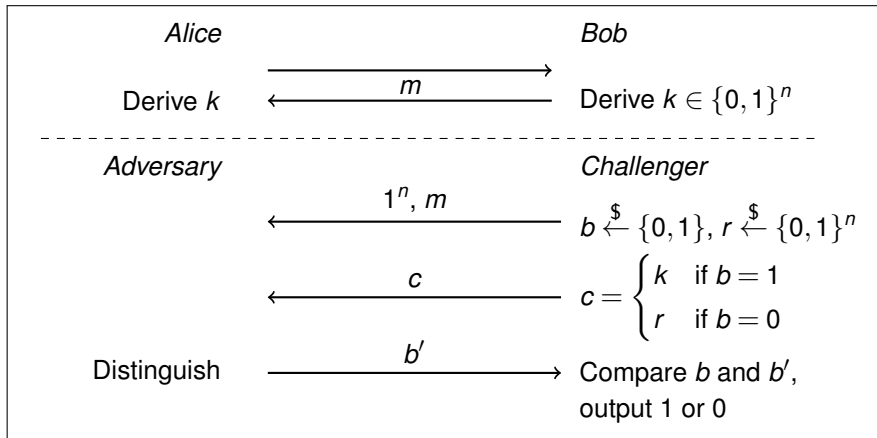 Alice Bob
m
Derive k Derive k ∈ {0, 1}ⁿ
Adversary Challenger
1ⁿ, m
b ←$ {0, 1}, r ←$ {0, 1}ⁿ
c
c = { k if b = 1
r if b = 0
b′
Distinguish Compare b and b′,
output 1 or 0